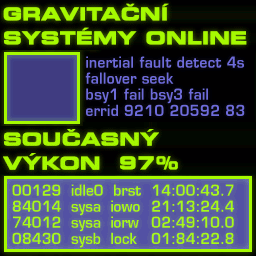 GRAVITAČNÍ
SYSTÉMY ONLINE
inertial fault detect 4s
fallover seek
bsy1 fail bsy3 fail
errid 9210 20592 83
SOUČASNÝ
VÝKON 97%
00129 idle0 brst 14:00:43.7
84014 sysa iowo 21:13:24.4
74012 sysa iorw 02:49:10.0
08430 sysb lock 01:84:22.8